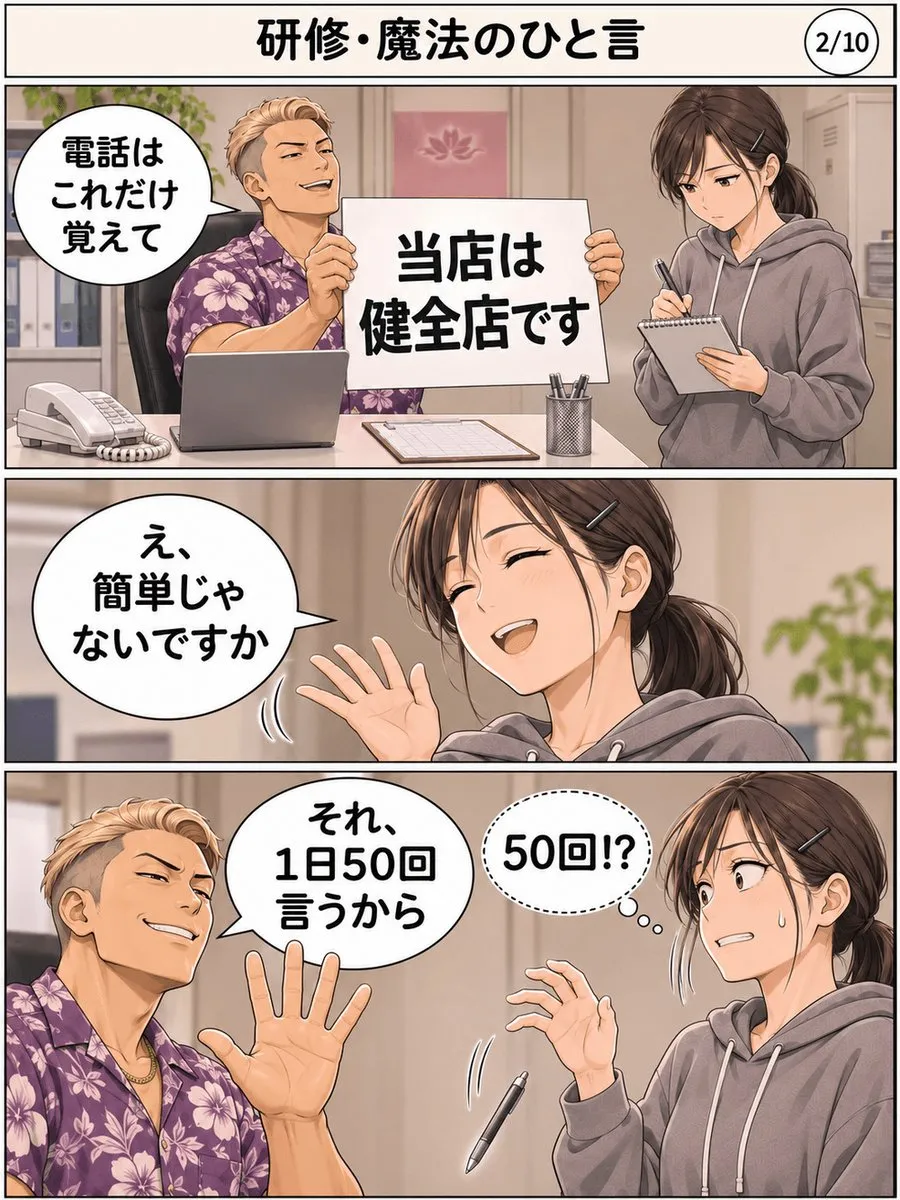 研修・魔法のひと言
2/10
電話は
これだけ
覚えて
当店は
健全店です
え、
簡単じゃ
ないですか
それ、
1日50回
言うから
50回!?